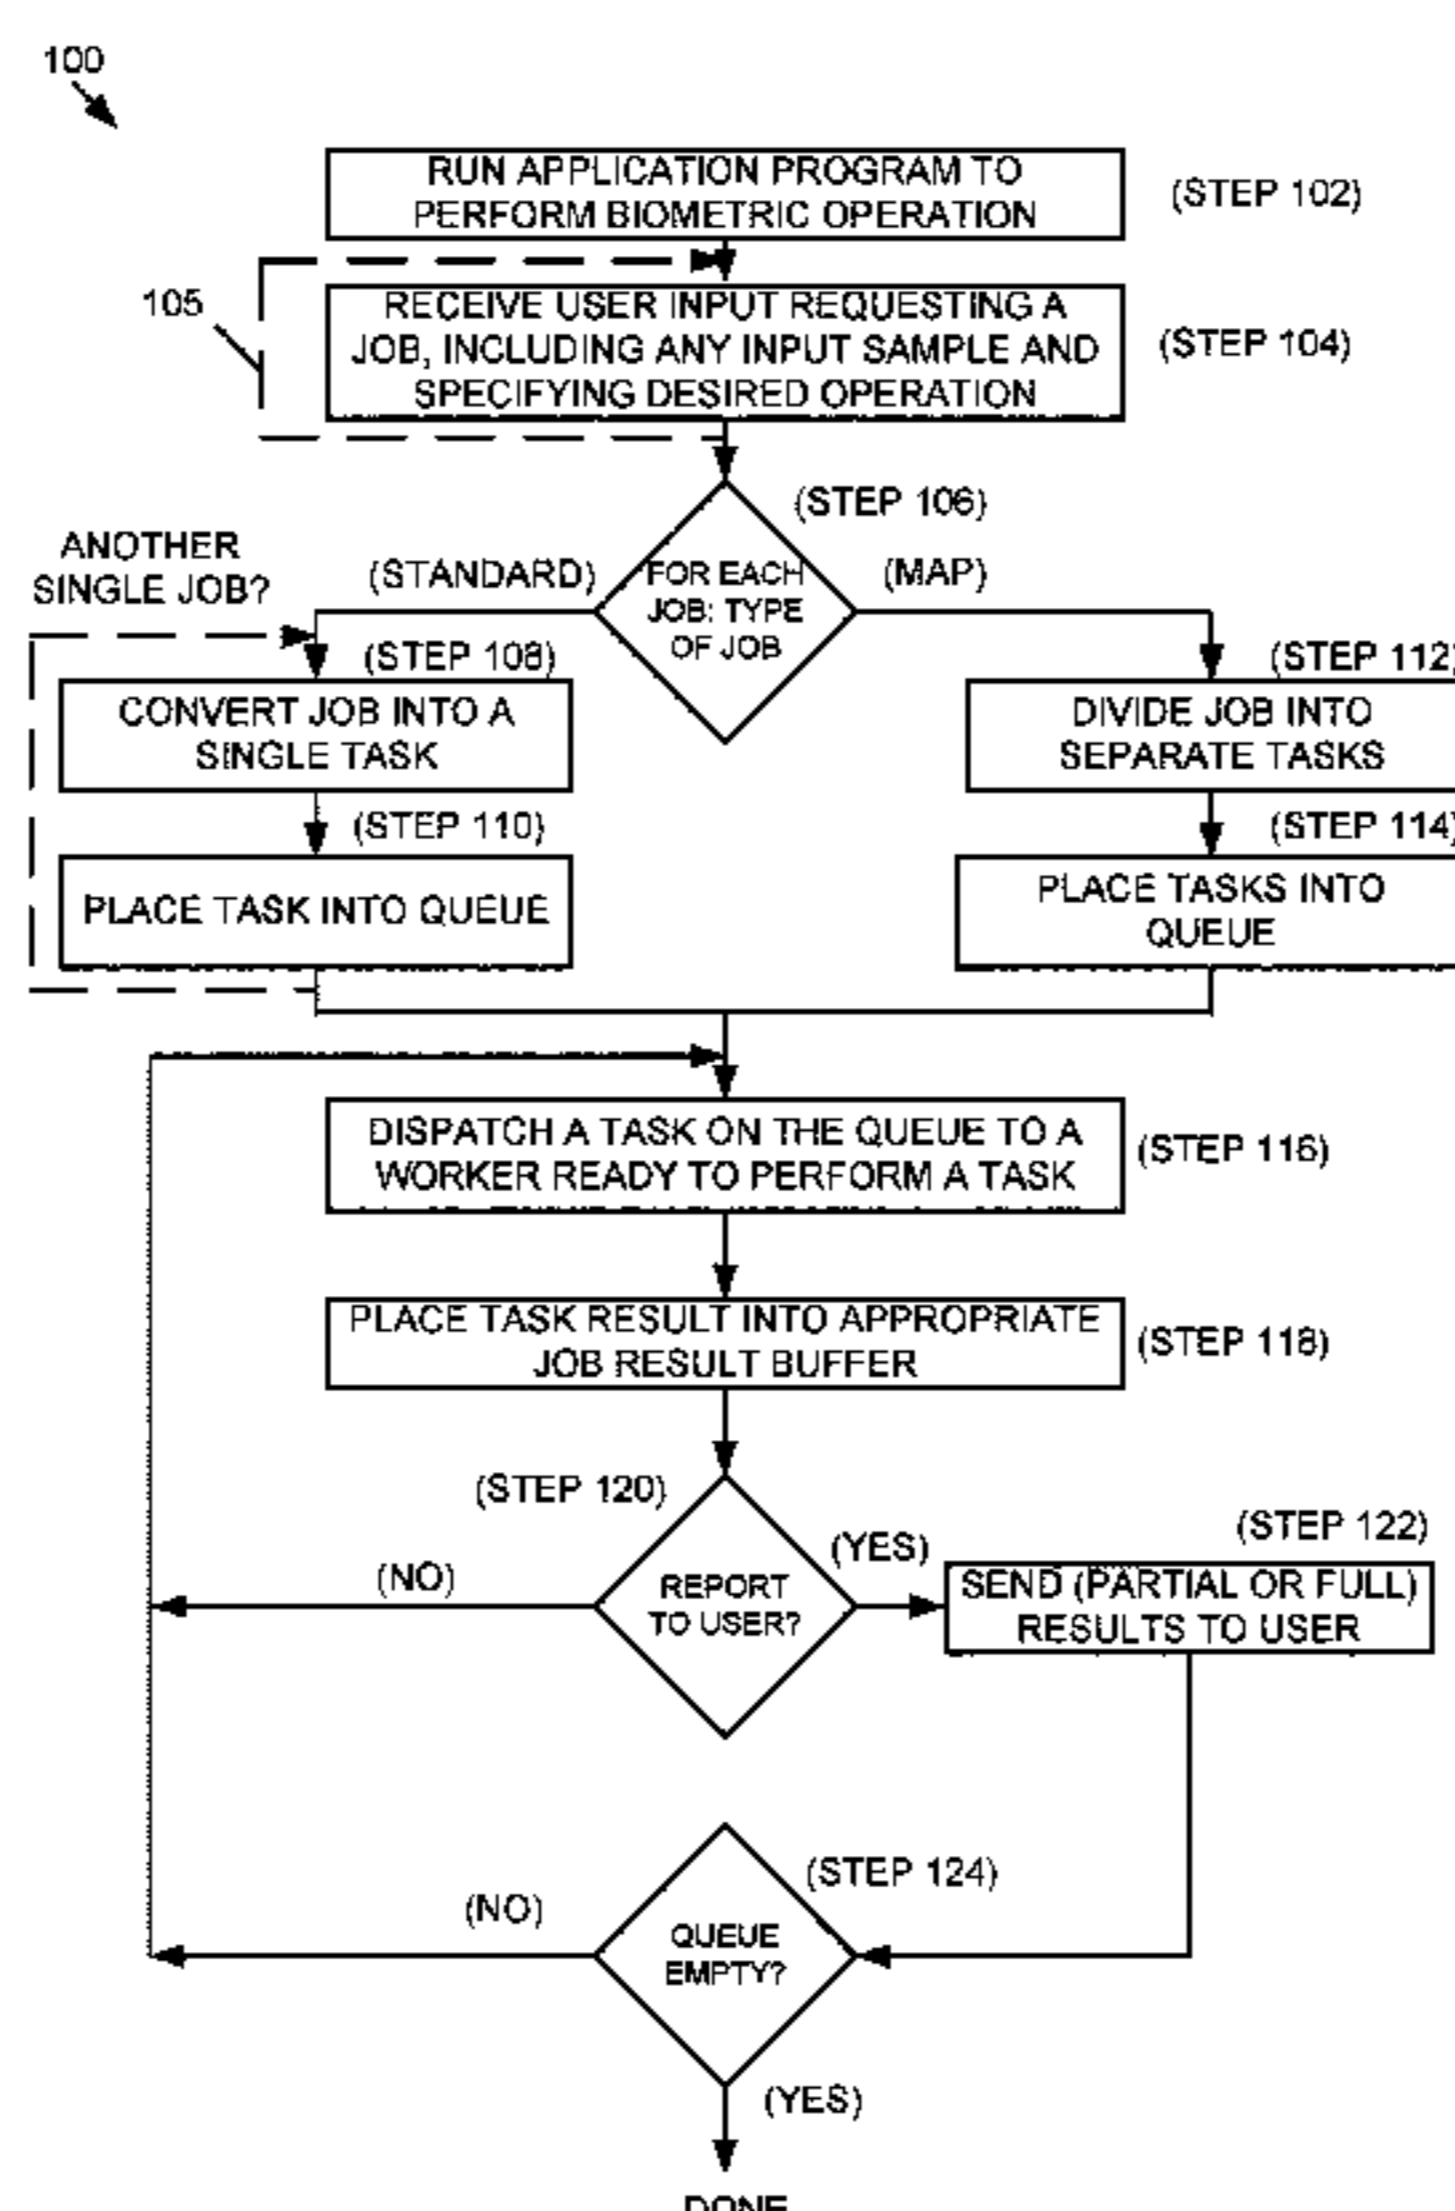 100
RUN APPLICATION PROGRAM TO
PERFORM BIOMETRIC OPERATION
(STEP 102)
105
RECEIVE USER INPUT REQUESTING A
JOB, INCLUDING ANY INPUT SAMPLE AND
SPECIFYING DESIRED OPERATION
(STEP 104)
(STEP 106)
FOR EACH
JOB: TYPE
OF JOB
(STANDARD)
(MAP)
ANOTHER
SINGLE JOB?
(STEP 108)
CONVERT JOB INTO A
SINGLE TASK
(STEP 110)
PLACE TASK INTO QUEUE
(STEP 112)
DIVIDE JOB INTO
SEPARATE TASKS
(STEP 114)
PLACE TASKS INTO
QUEUE
DISPATCH A TASK ON THE QUEUE TO A
WORKER READY TO PERFORM A TASK
(STEP 116)
PLACE TASK RESULT INTO APPROPRIATE
JOB RESULT BUFFER
(STEP 118)
(STEP 120)
REPORT
TO USER?
(NO)
(YES)
(STEP 122)
SEND (PARTIAL OR FULL)
RESULTS TO USER
(STEP 124)
QUEUE
EMPTY?
(NO)
(YES)
DONE